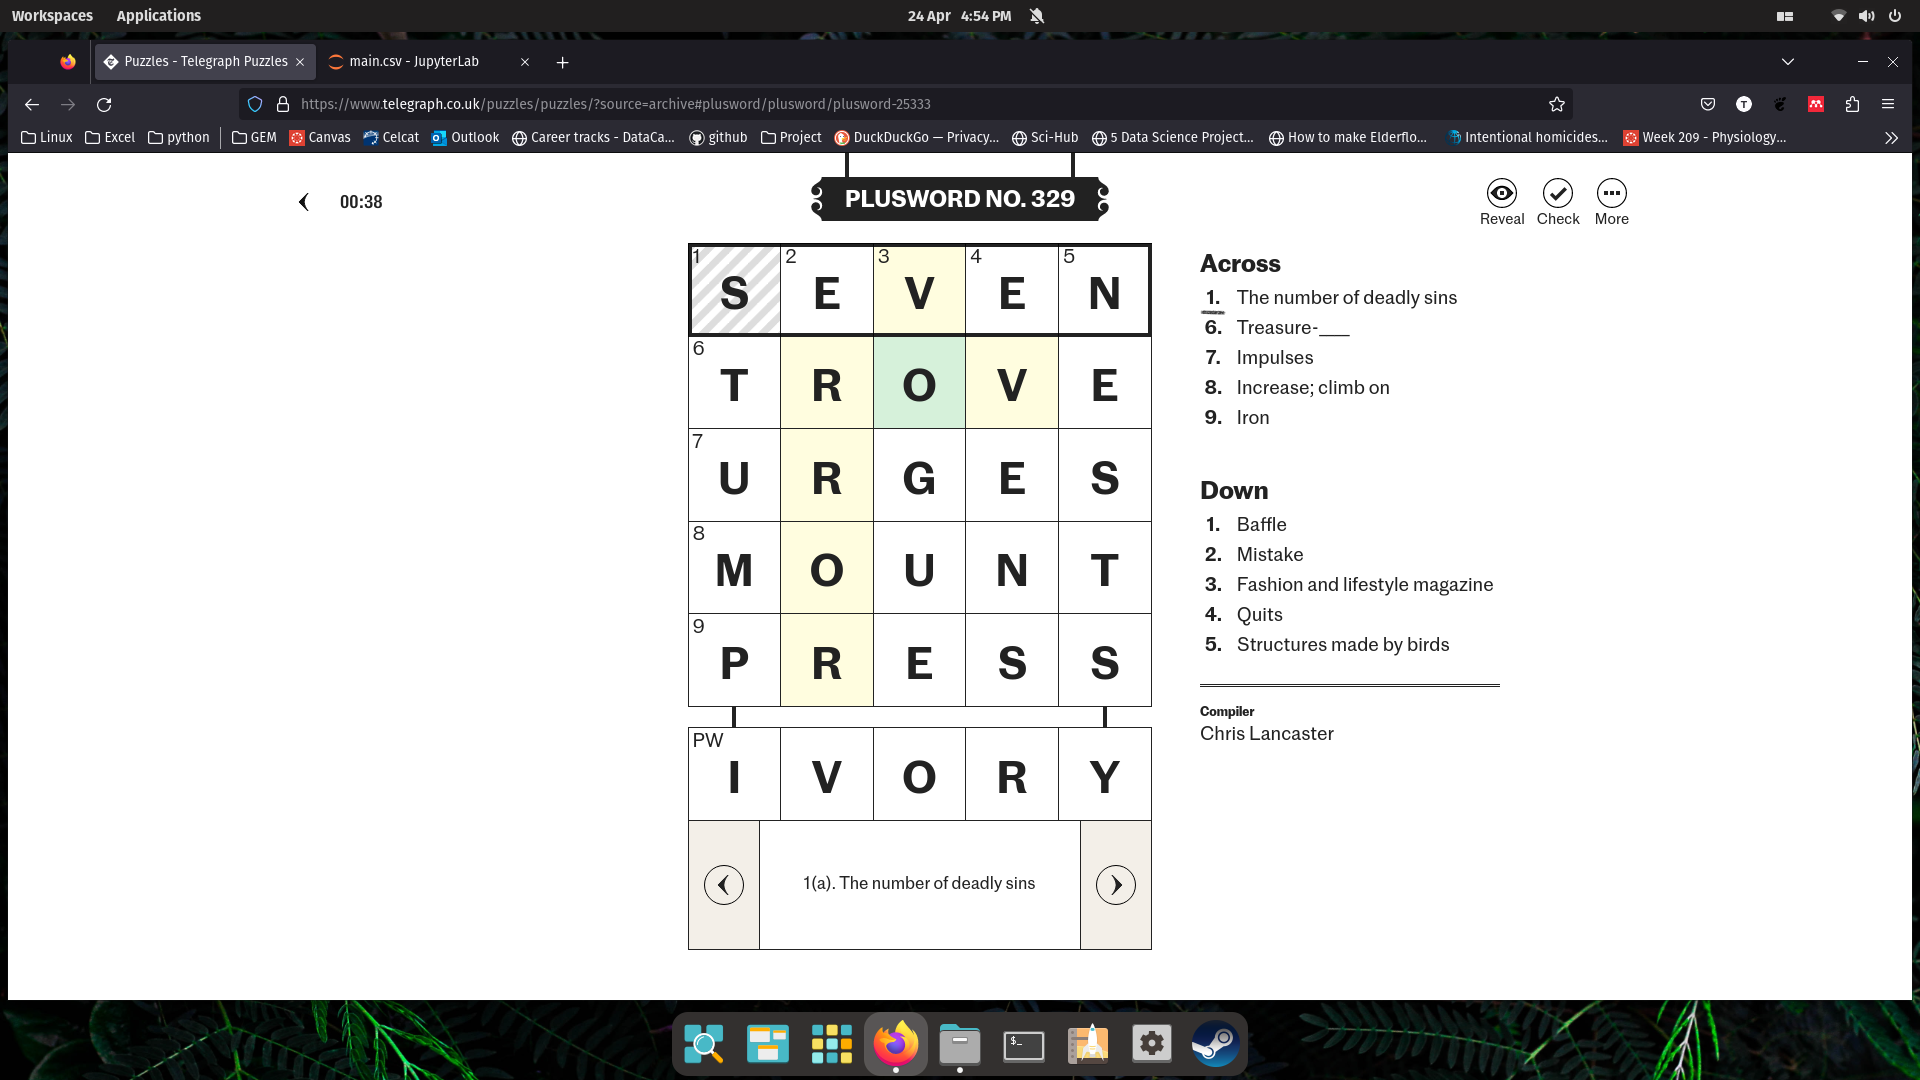 Workspaces Applications 24 Apr 4:54 PM
Puzzles - Telegraph Puzzles main.csv - JupyterLab
https://www.telegraph.co.uk/puzzles/puzzles/?source=archive#plusword/plusword/plusword-25333
Linux Excel python GEM Canvas Celcat Outlook Career tracks - DataCa... github Project DuckDuckGo — Privacy... Sci-Hub 5 Data Science Project... How to make Elderflo... Intentional homicides... Week 209 - Physiology...
00:38
PLUSWORD NO. 329
Reveal Check More
1 S 2 E 3 V 4 E 5 N
6 T R O V E
7 U R G E S
8 M O U N T
9 P R E S S
PW I V O R Y
1(a). The number of deadly sins
Across
1. The number of deadly sins
6. Treasure-___
7. Impulses
8. Increase; climb on
9. Iron
Down
1. Baffle
2. Mistake
3. Fashion and lifestyle magazine
4. Quits
5. Structures made by birds
Compiler
Chris Lancaster
$_